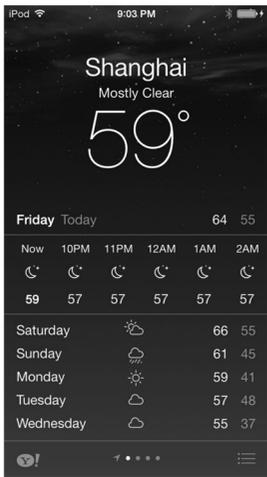 iPod 9:03 PM
Shanghai
Mostly Clear
59°
Friday Today 64 55
Now 10PM 11PM 12AM 1AM 2AM
59 57 57 57 57 57
Saturday 66 55
Sunday 61 45
Monday 59 41
Tuesday 57 48
Wednesday 55 37
Y!